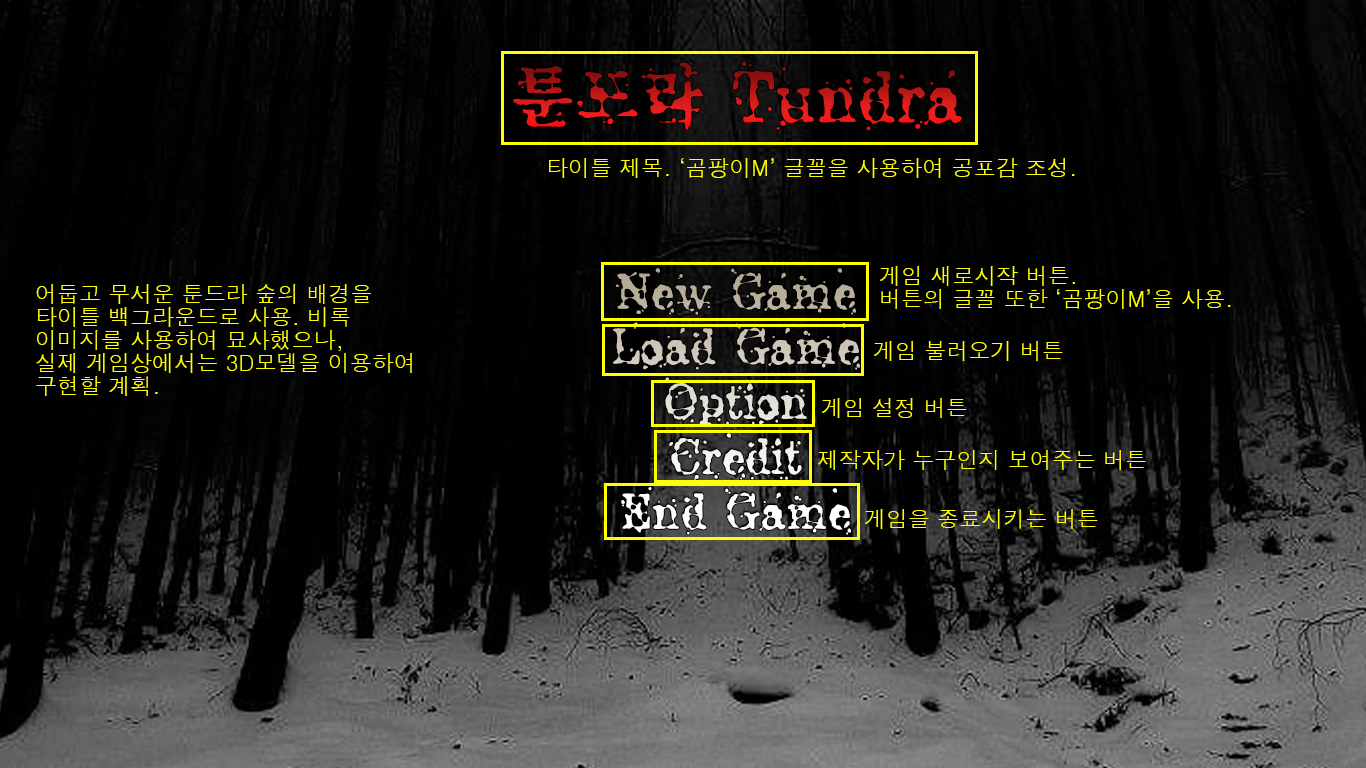 툰드라 Tundra
타이틀 제목. ‘곰팡이M’ 글꼴을 사용하여 공포감 조성.
어둡고 무서운 툰드라 숲의 배경을
타이틀 백그라운드로 사용. 비록
이미지를 사용하여 묘사했으나,
실제 게임상에서는 3D모델을 이용하여
구현할 계획.
New Game
게임 새로시작 버튼.
버튼의 글꼴 또한 ‘곰팡이M’을 사용.
Load Game
게임 불러오기 버튼
Option
게임 설정 버튼
Credit
제작자가 누구인지 보여주는 버튼
End Game
게임을 종료시키는 버튼